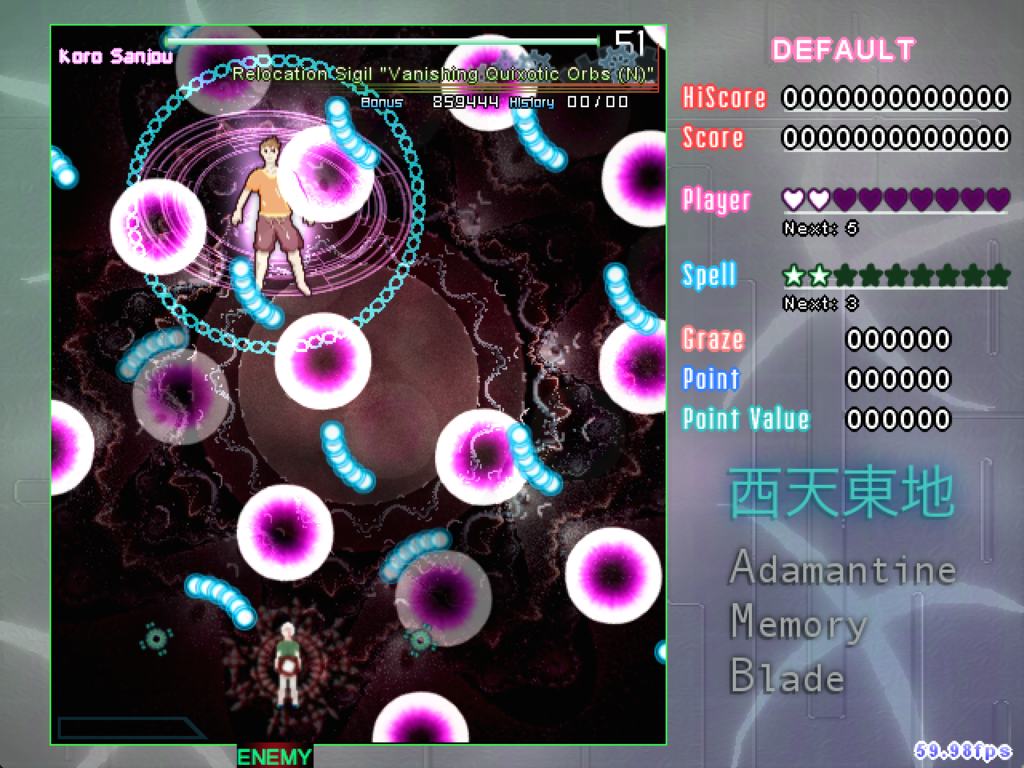 Koro Sanjou
51
Relocation Sigil "Vanishing Quixotic Orbs (N)"
Bonus 859444 History 00/00
DEFAULT
HiScore 0000000000000
Score 0000000000000
Player
Next: 5
Spell
Next: 3
Graze 000000
Point 000000
Point Value 000000
西天東地
Adamantine
Memory
Blade
ENEMY
59.98fps